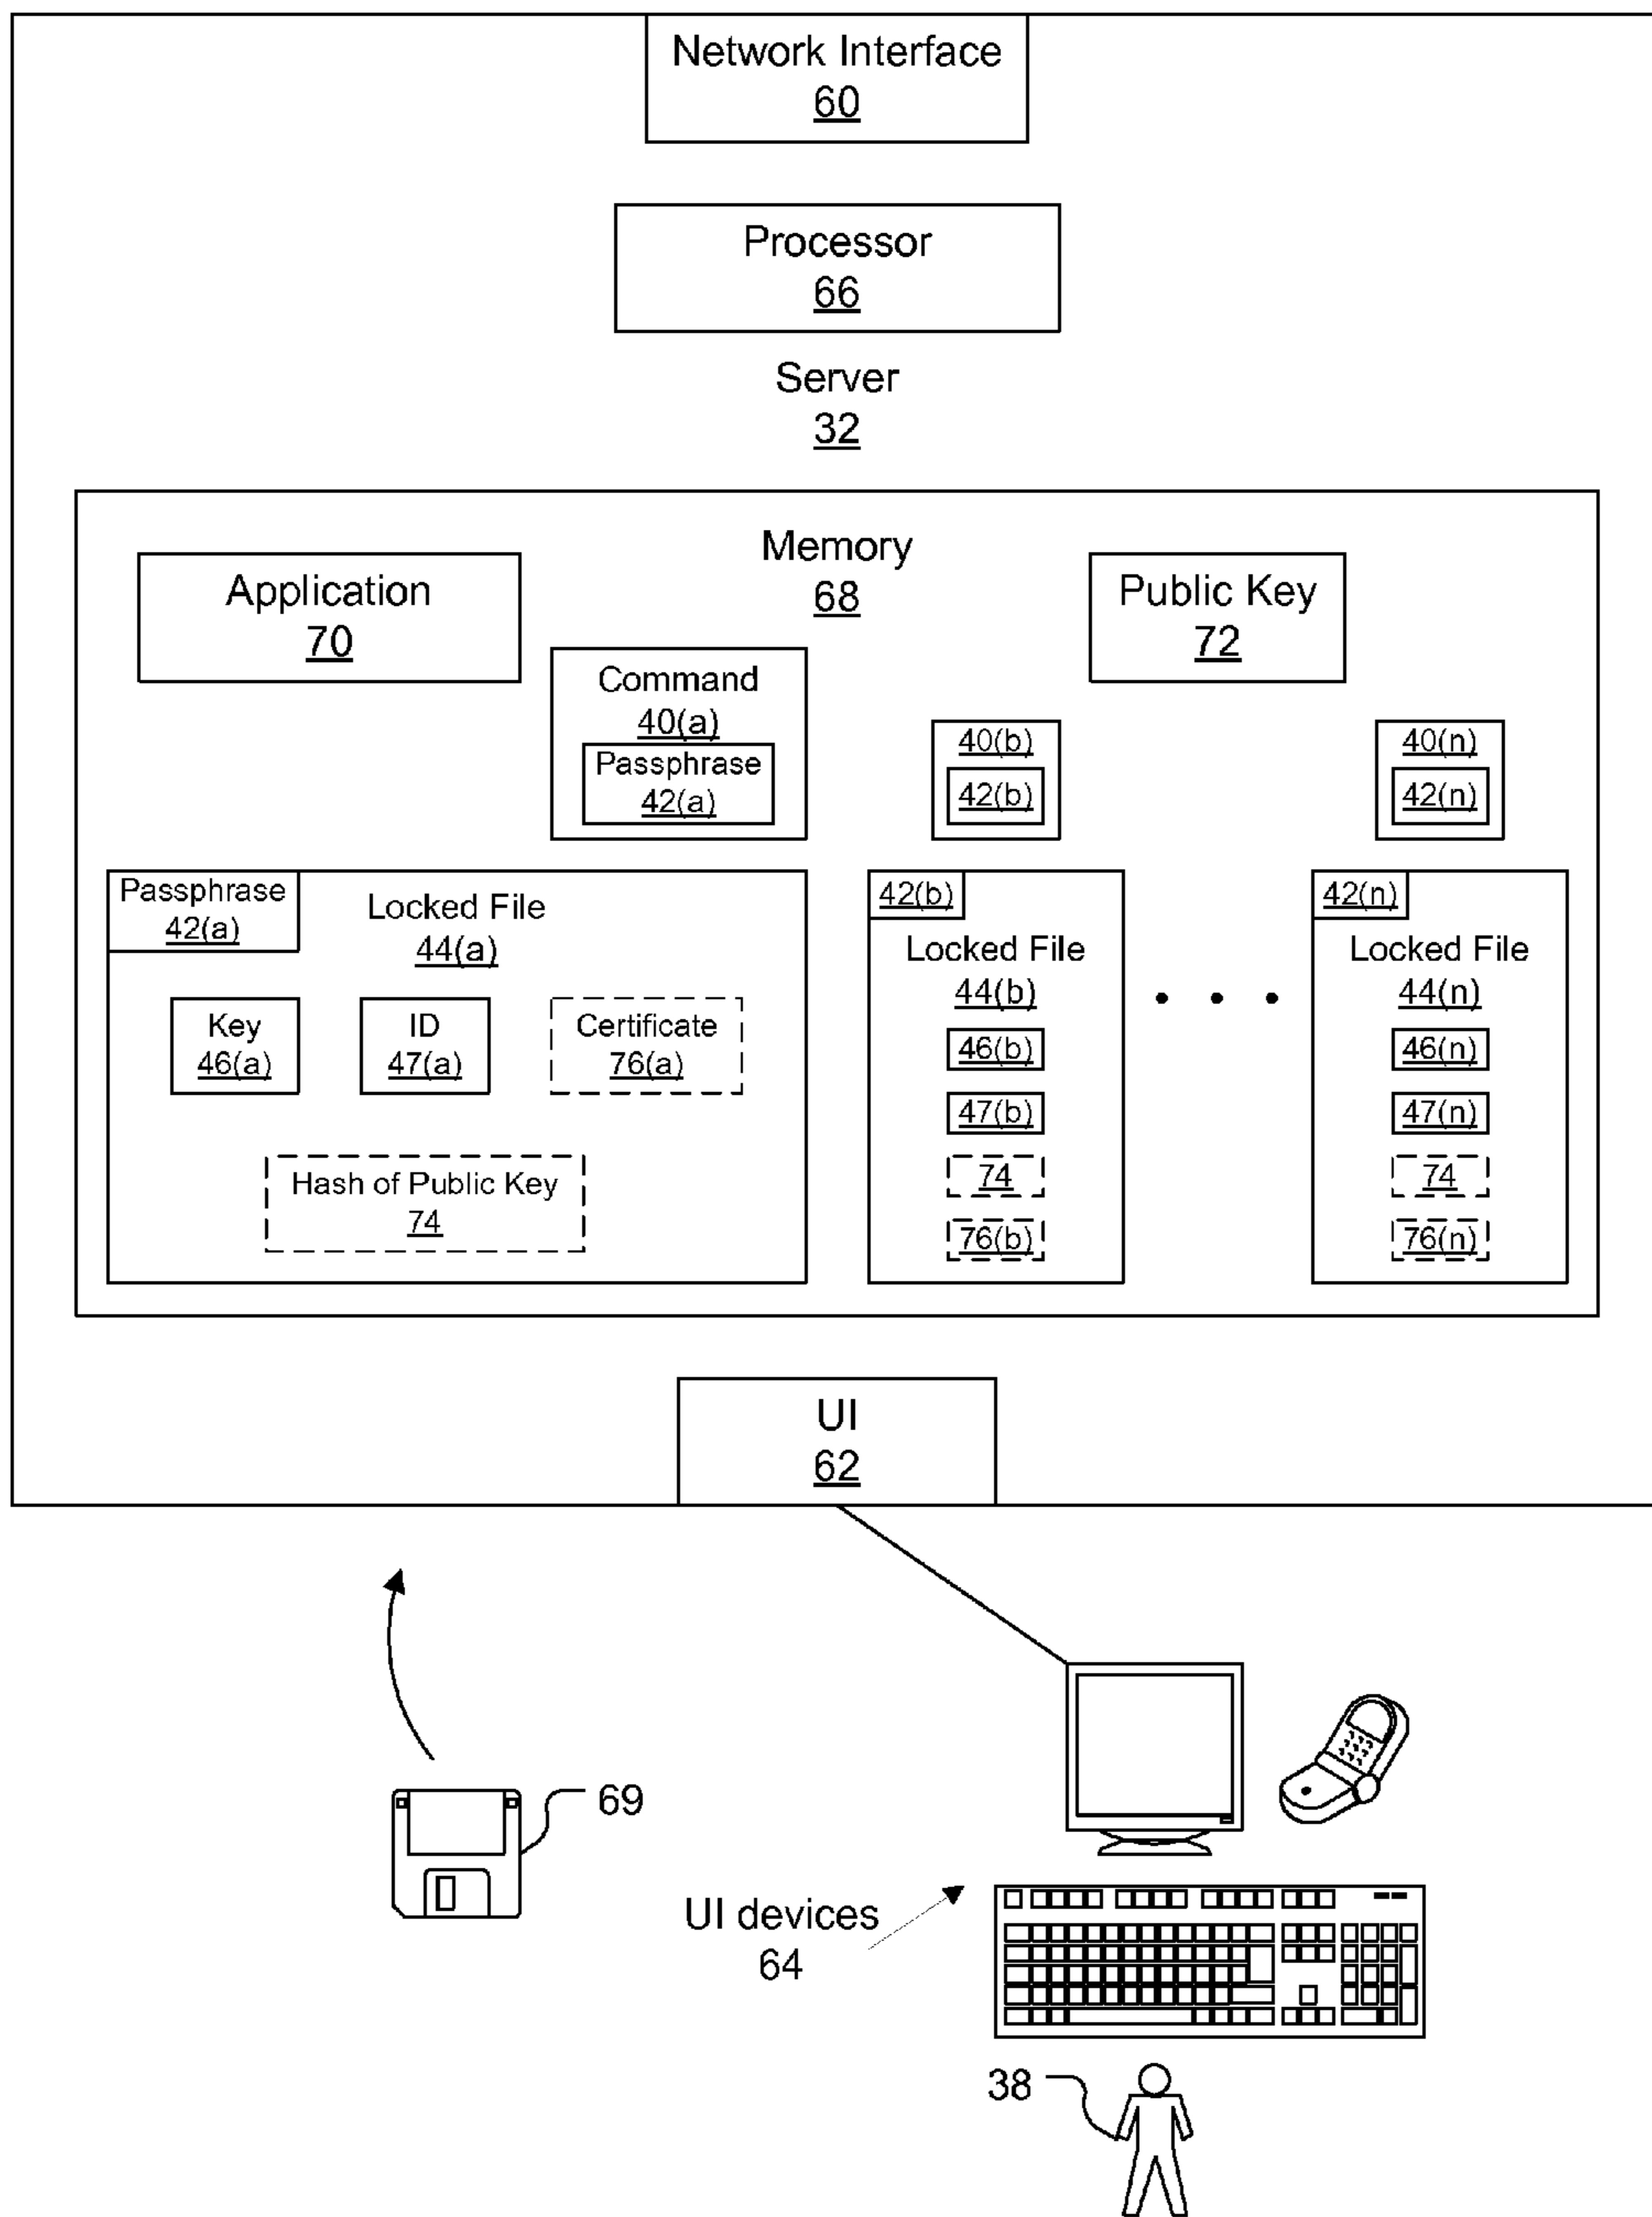 Network Interface
60
Processor
66
Server
32
Memory
68
Application
70
Public Key
72
Command
40(a)
Passphrase
42(a)
40(b)
42(b)
40(n)
42(n)
Passphrase
42(a)
Locked File
44(a)
Key
46(a)
ID
47(a)
Certificate
76(a)
Hash of Public Key
74
42(b)
Locked File
44(b)
46(b)
47(b)
74
76(b)
42(n)
Locked File
44(n)
46(n)
47(n)
74
76(n)
UI
62
69
UI devices
64
38